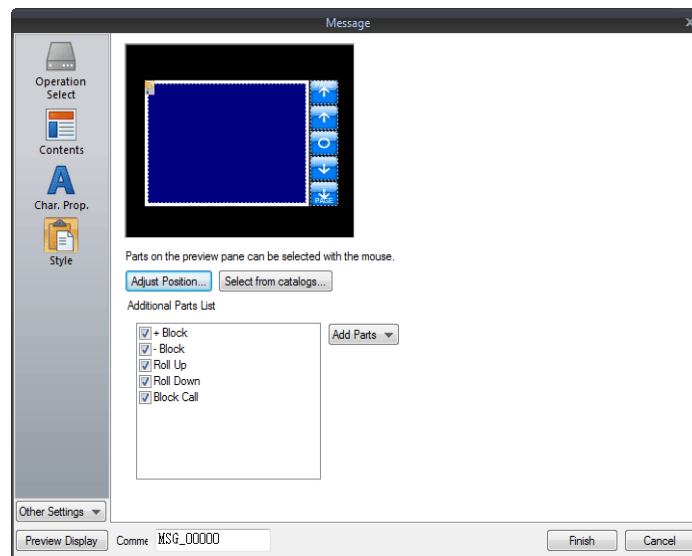 Message
Operation
Select
Contents
Char. Prop.
Style
PAGE
Parts on the preview pane can be selected with the mouse.
Adjust Position...
Select from catalogs...
Additional Parts List
+ Block
- Block
Roll Up
Roll Down
Block Call
Add Parts
Other Settings
Preview Display
Comme
MSG_00000
Finish
Cancel